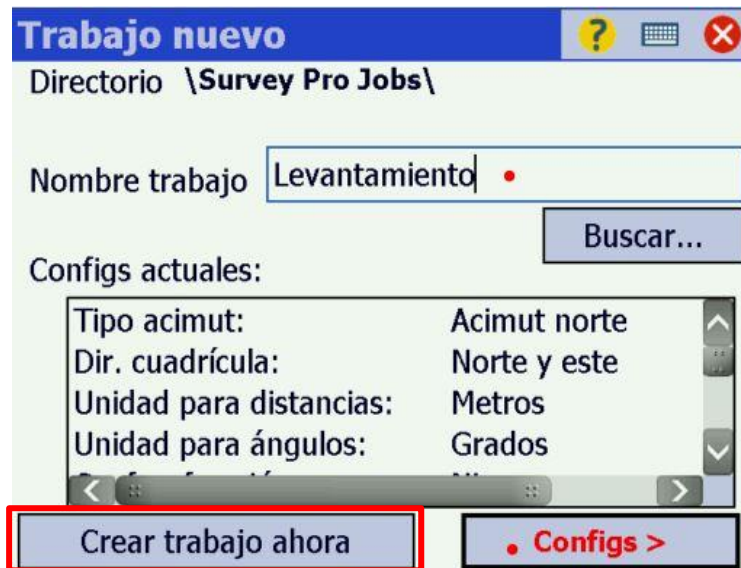 Trabajo nuevo ?
Directorio \Survey Pro Jobs\
Nombre trabajo Levantamiento
Buscar...
Configs actuales:
Tipo acimut: Acimut norte
Dir. cuadrícula: Norte y este
Unidad para distancias: Metros
Unidad para ángulos: Grados
Crear trabajo ahora Configs >